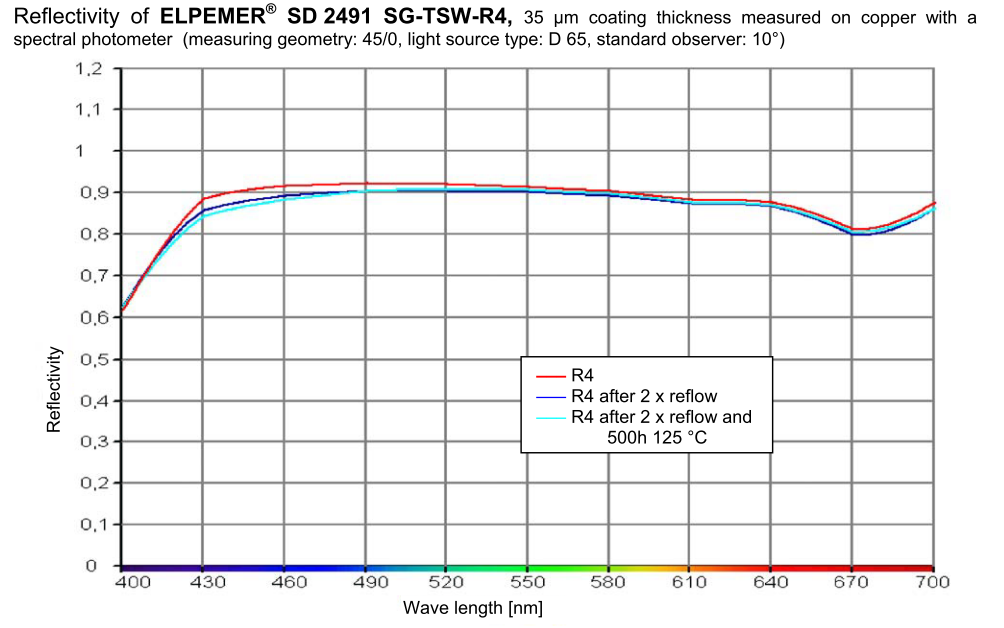 Reflectivity of ELPEMER® SD 2491 SG-TSW-R4, 35 µm coating thickness measured on copper with a
spectral photometer (measuring geometry: 45/0, light source type: D 65, standard observer: 10°)
1,2
1,1
1
0,9
0,8
0,7
0,6
0,5
0,4
0,3
0,2
0,1
0
Reflectivity
R4
R4 after 2 x reflow
R4 after 2 x reflow and
500h 125 °C
400 430 460 490 520 550 580 610 640 670 700
Wave length [nm]